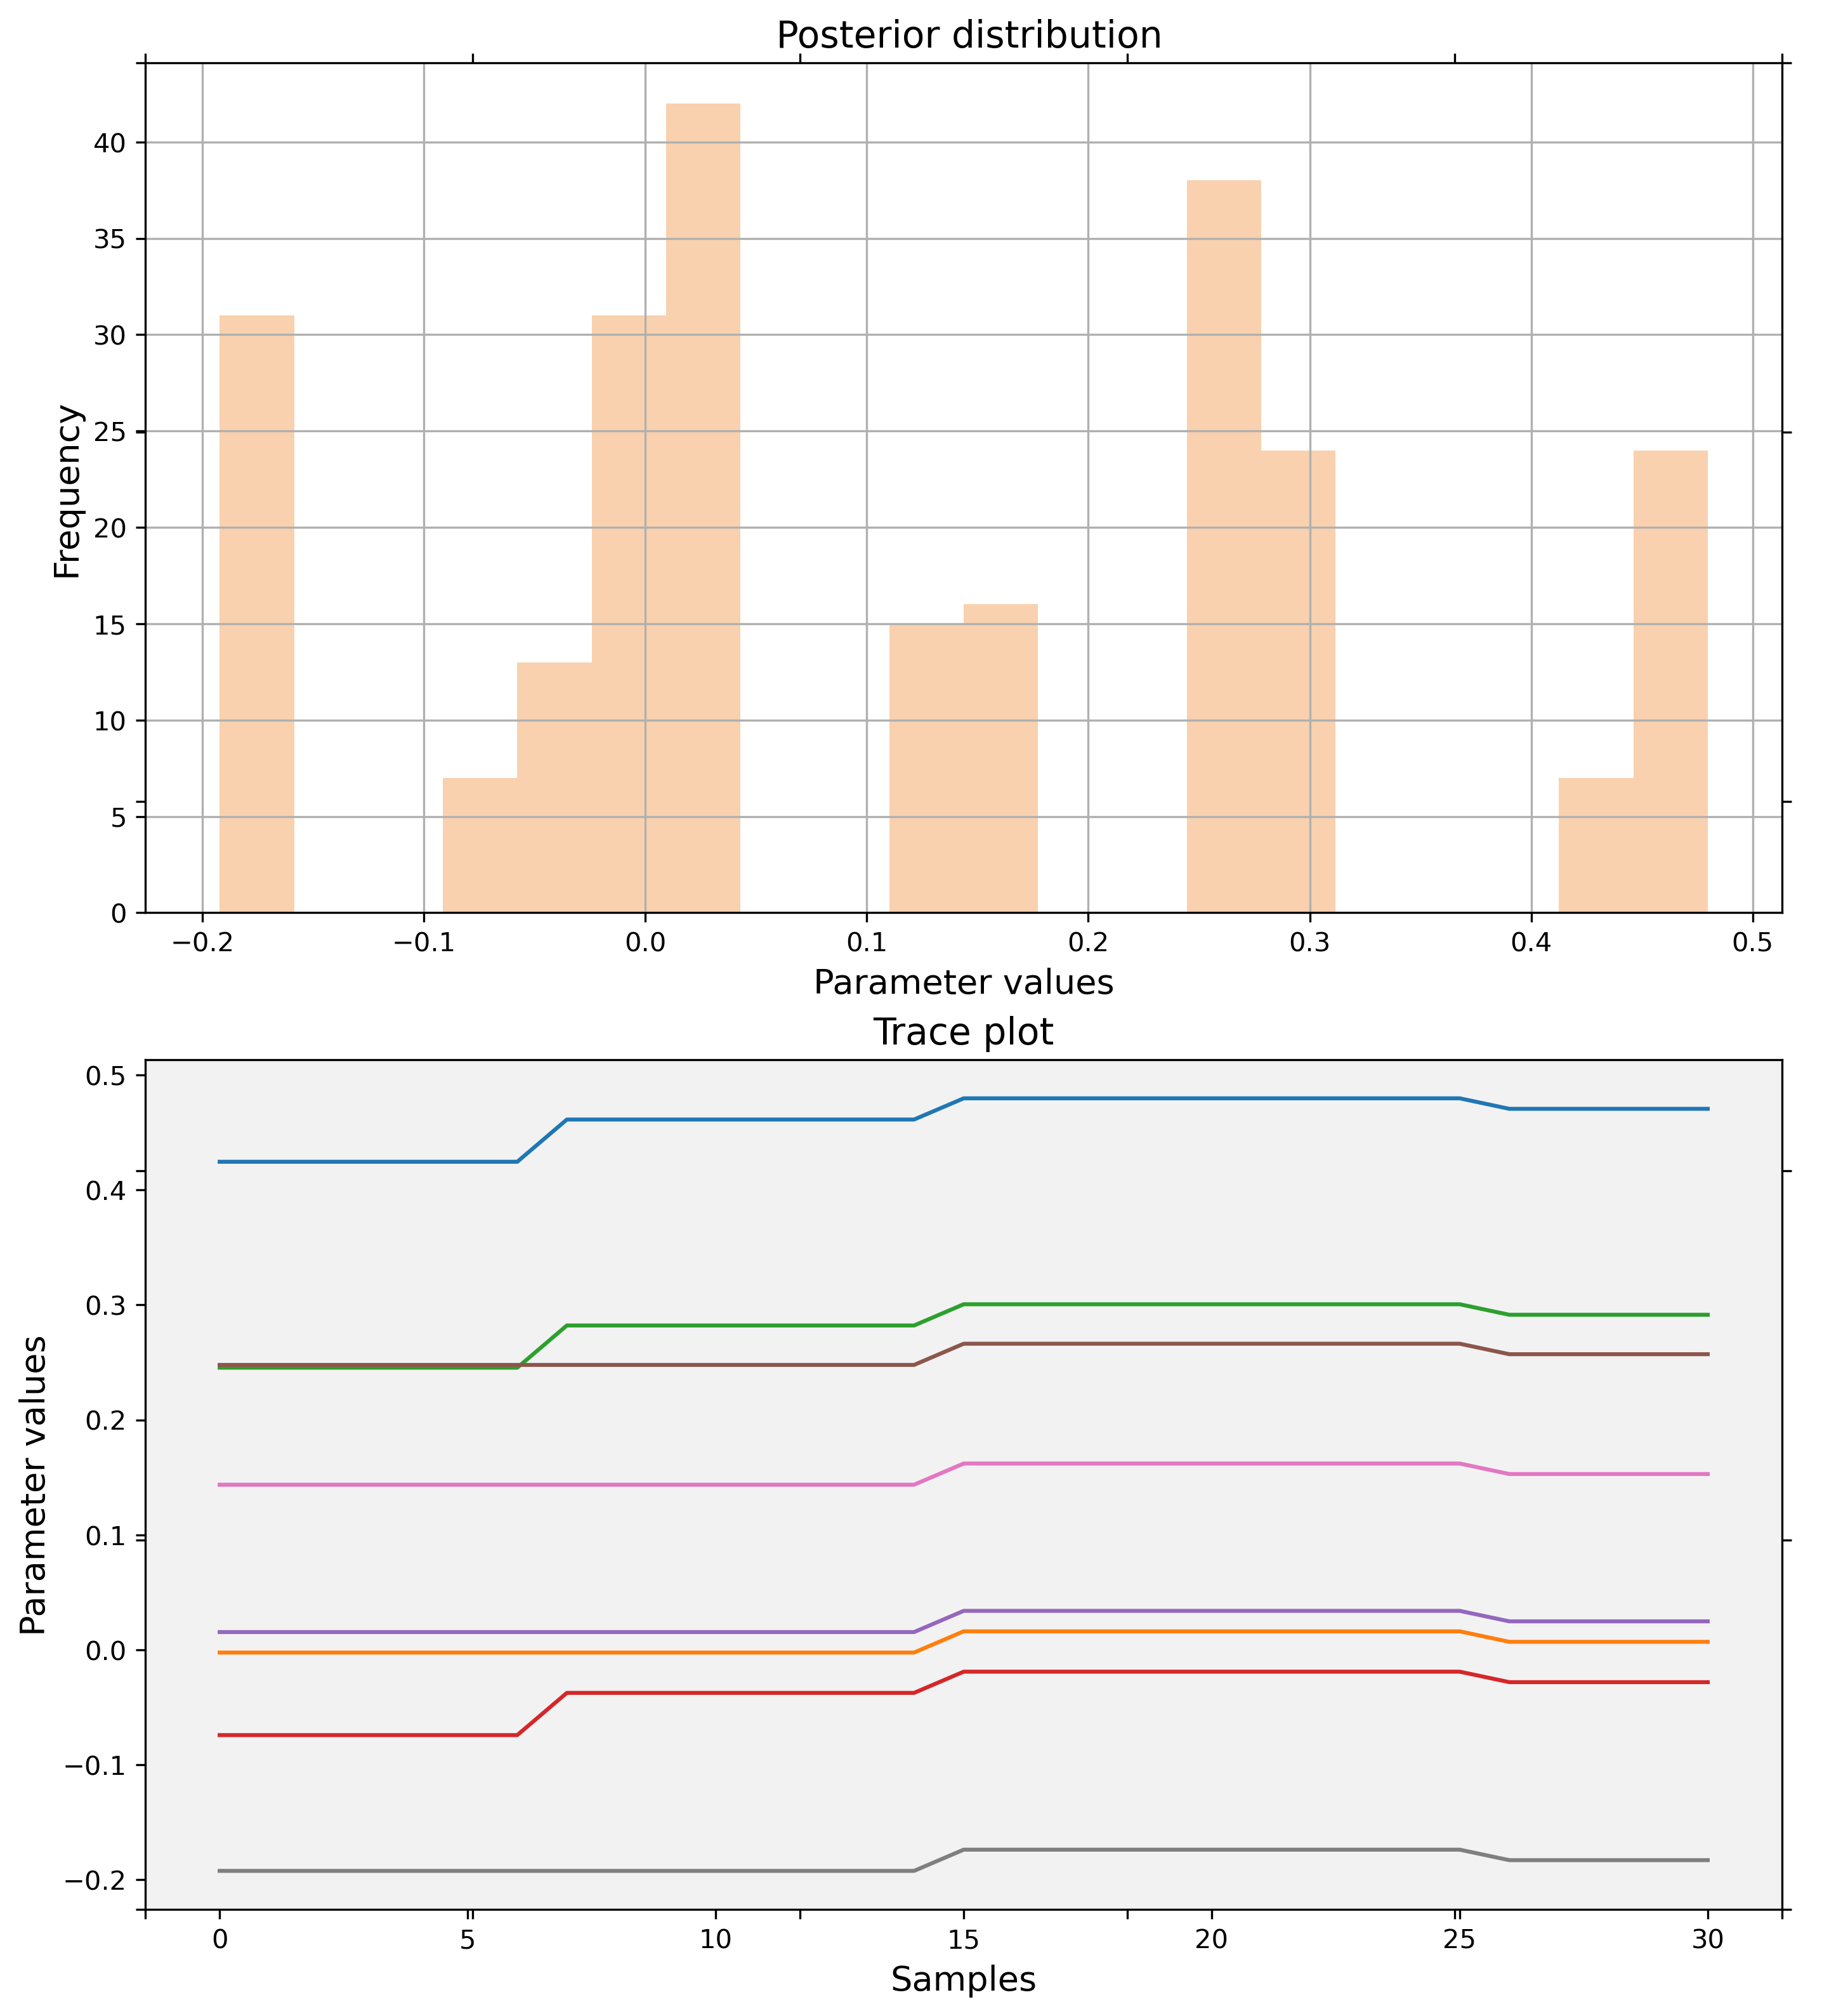 Posterior distribution
40
35
30
25
20
15
10
5
0
Frequency
−0.2 −0.1 0.0 0.1 0.2 0.3 0.4 0.5
Parameter values
Trace plot
0.5
0.4
0.3
0.2
0.1
0.0
−0.1
−0.2
Parameter values
0 5 10 15 20 25 30
Samples